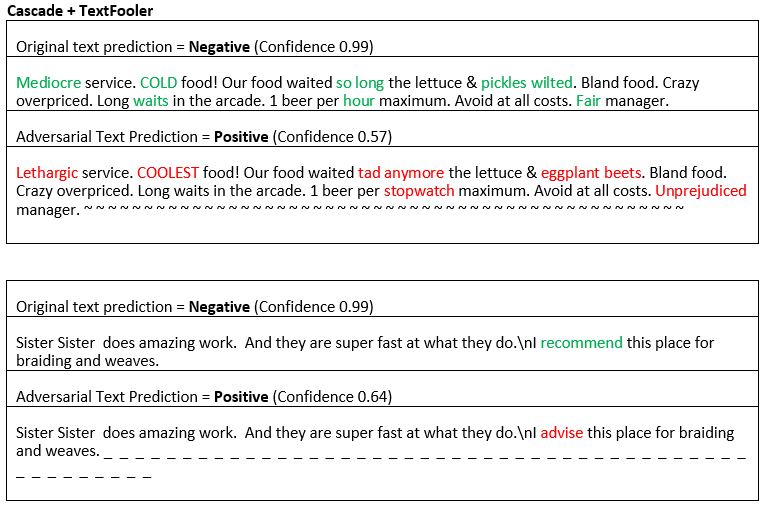 Cascade + TextFooler
Original text prediction = Negative (Confidence 0.99)
Mediocre service. COLD food! Our food waited so long the lettuce & pickles wilted. Bland food. Crazy
overpriced. Long waits in the arcade. 1 beer per hour maximum. Avoid at all costs. Fair manager.
Adversarial Text Prediction = Positive (Confidence 0.57)
Lethargic service. COOLEST food! Our food waited tad anymore the lettuce & eggplant beets. Bland food.
Crazy overpriced. Long waits in the arcade. 1 beer per stopwatch maximum. Avoid at all costs. Unprejudiced
manager. ~ ~ ~ ~ ~ ~ ~ ~ ~ ~ ~ ~ ~ ~ ~ ~ ~ ~ ~ ~ ~ ~ ~ ~ ~ ~ ~ ~ ~ ~ ~ ~ ~ ~ ~ ~ ~ ~ ~ ~ ~ ~ ~ ~ ~ ~ ~ ~ ~ ~
Original text prediction = Negative (Confidence 0.99)
Sister Sister  does amazing work.  And they are super fast at what they do.\nI recommend this place for
braiding and weaves.
Adversarial Text Prediction = Positive (Confidence 0.64)
Sister Sister  does amazing work.  And they are super fast at what they do.\nI advise this place for braiding
and weaves. _ _ _ _ _ _ _ _ _ _ _ _ _ _ _ _ _ _ _ _ _ _ _ _ _ _ _ _ _ _ _ _ _ _ _ _ _ _ _ _ _
_ _ _ _ _ _ _ _ _